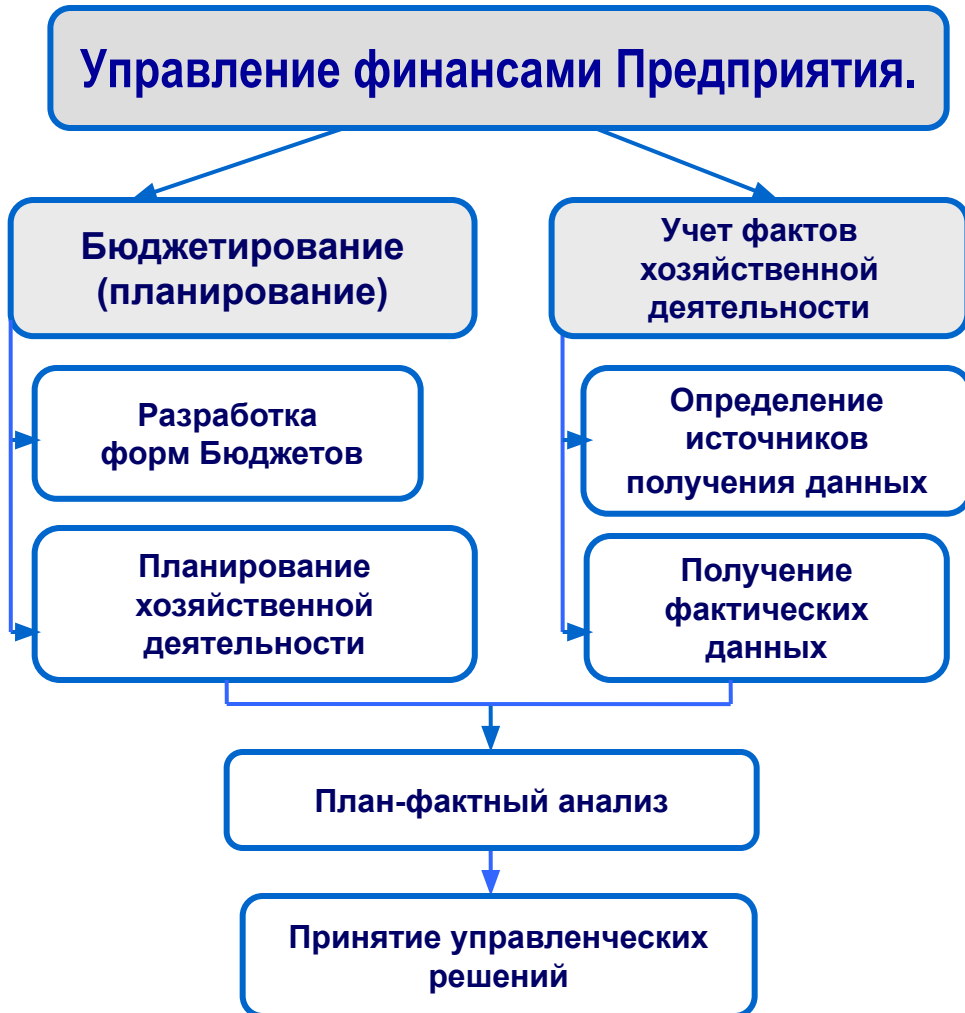 Управление финансами Предприятия.
Бюджетирование
(планирование)
Учет фактов
хозяйственной
деятельности
Разработка
форм Бюджетов
Определение
источников
получения данных
Планирование
хозяйственной
деятельности
Получение
фактических
данных
План-фактный анализ
Принятие управленческих
решений